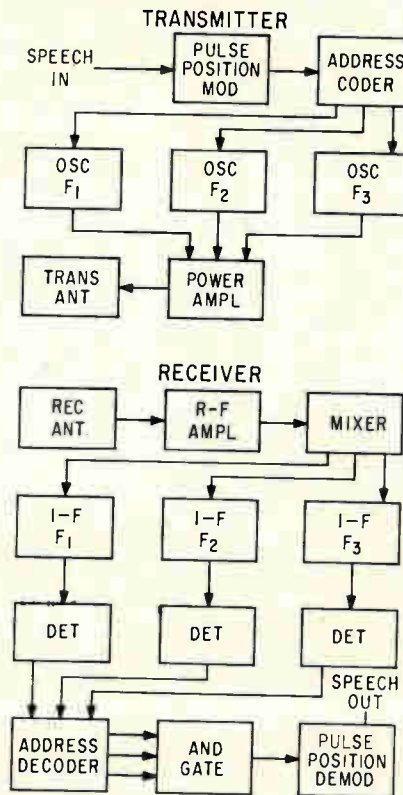 TRANSMITTER
SPEECH
IN
PULSE
POSITION
MOD
ADDRESS
CODER
OSC
F1
OSC
F2
OSC
F3
TRANS
ANT
POWER
AMPL
RECEIVER
REC
ANT.
R-F
AMPL
MIXER
I-F
F1
I-F
F2
I-F
F3
DET
DET
DET
SPEECH
OUT
ADDRESS
DECODER
AND
GATE
PULSE
POSITION
DEMOD